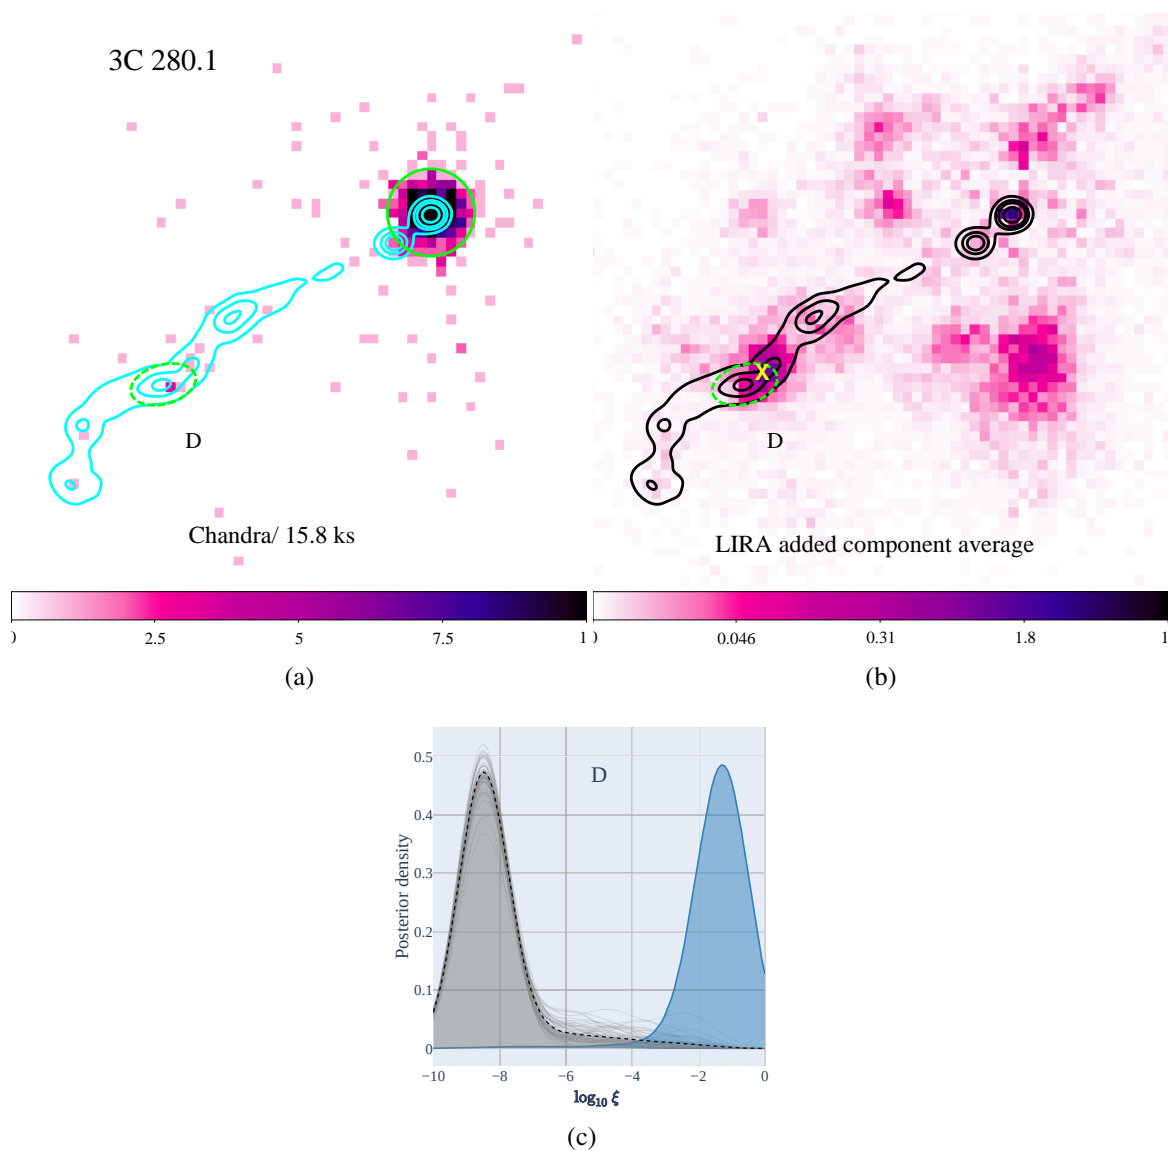 3C 280.1
D
Chandra/ 15.8 ks
X
D
LIRA added component average
2.5 5 7.5 1
0.046 0.31 1.8 1
(a)
(b)
0.5
0.4
0.3
0.2
0.1
0
Posterior density
D
−10 −8 −6 −4 −2 0
log₁₀ ξ
(c)